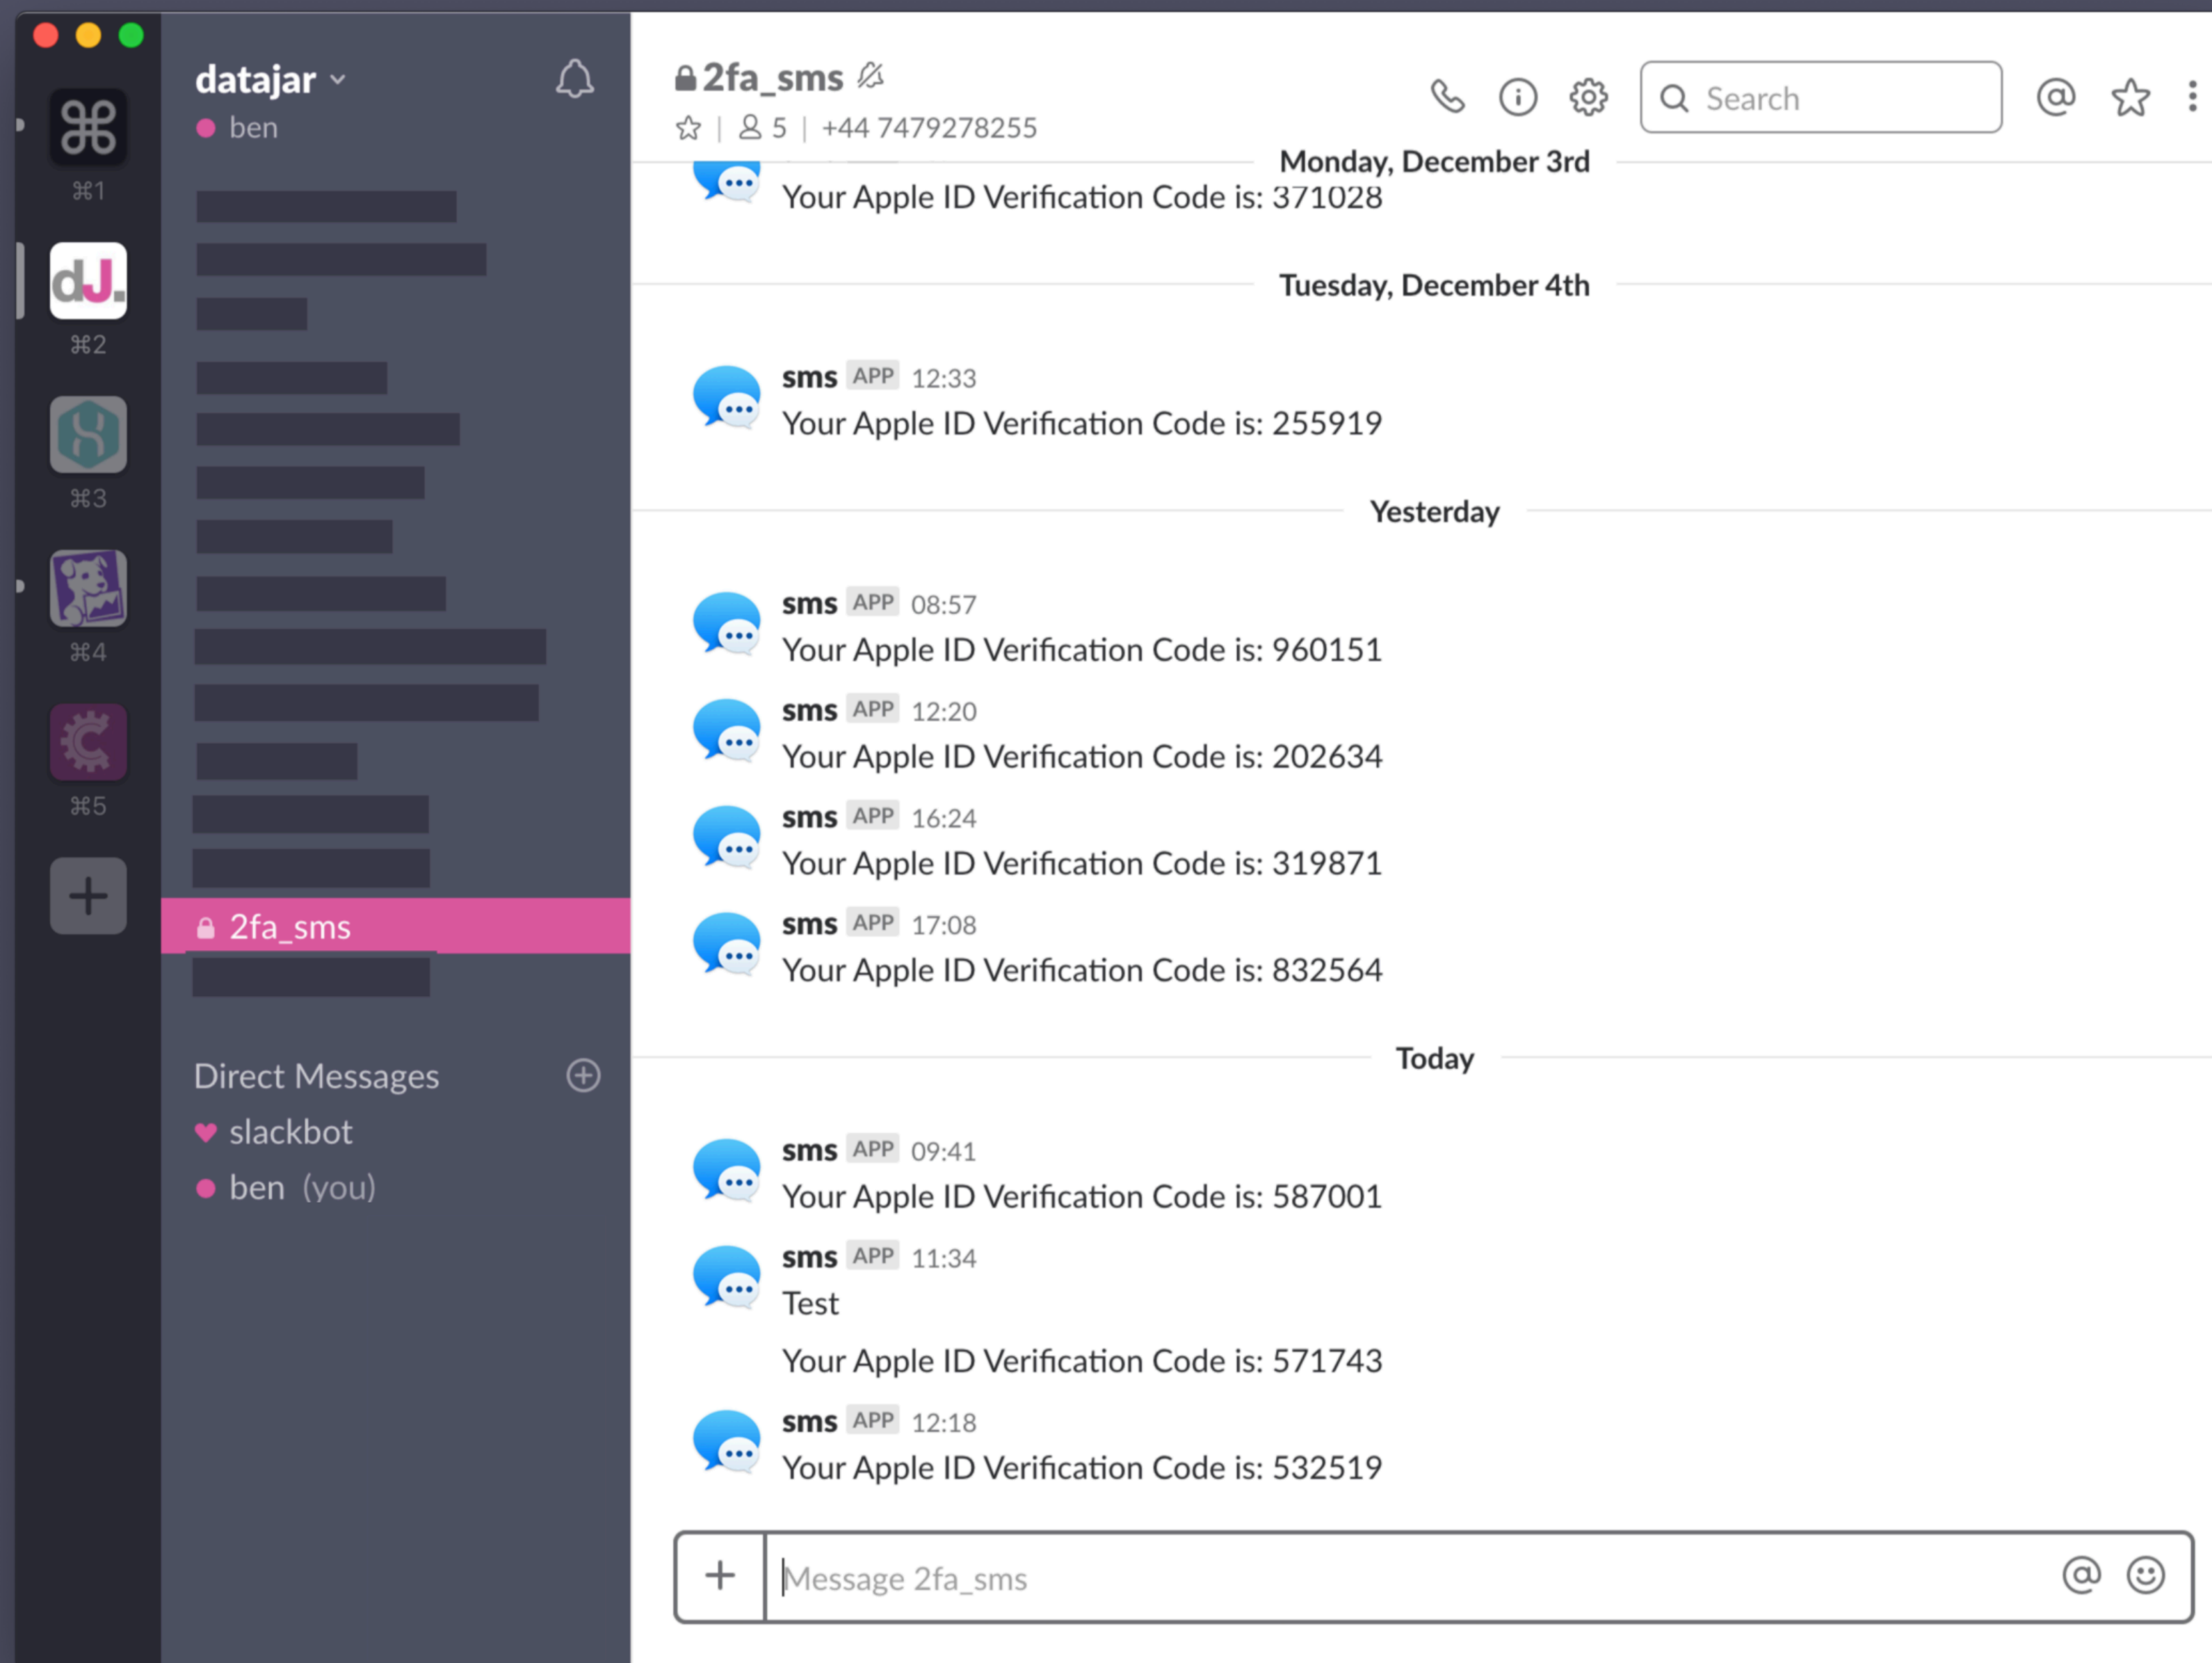 datajar
ben
⌘1
dJ.
⌘2
⌘3
⌘4
⌘5
2fa_sms
Direct Messages
slackbot
ben (you)
2fa_sms
5 | +44 7479278255
Search
Monday, December 3rd
Your Apple ID Verification Code is: 371028
Tuesday, December 4th
sms APP 12:33
Your Apple ID Verification Code is: 255919
Yesterday
sms APP 08:57
Your Apple ID Verification Code is: 960151
sms APP 12:20
Your Apple ID Verification Code is: 202634
sms APP 16:24
Your Apple ID Verification Code is: 319871
sms APP 17:08
Your Apple ID Verification Code is: 832564
Today
sms APP 09:41
Your Apple ID Verification Code is: 587001
sms APP 11:34
Test
Your Apple ID Verification Code is: 571743
sms APP 12:18
Your Apple ID Verification Code is: 532519
Message 2fa_sms